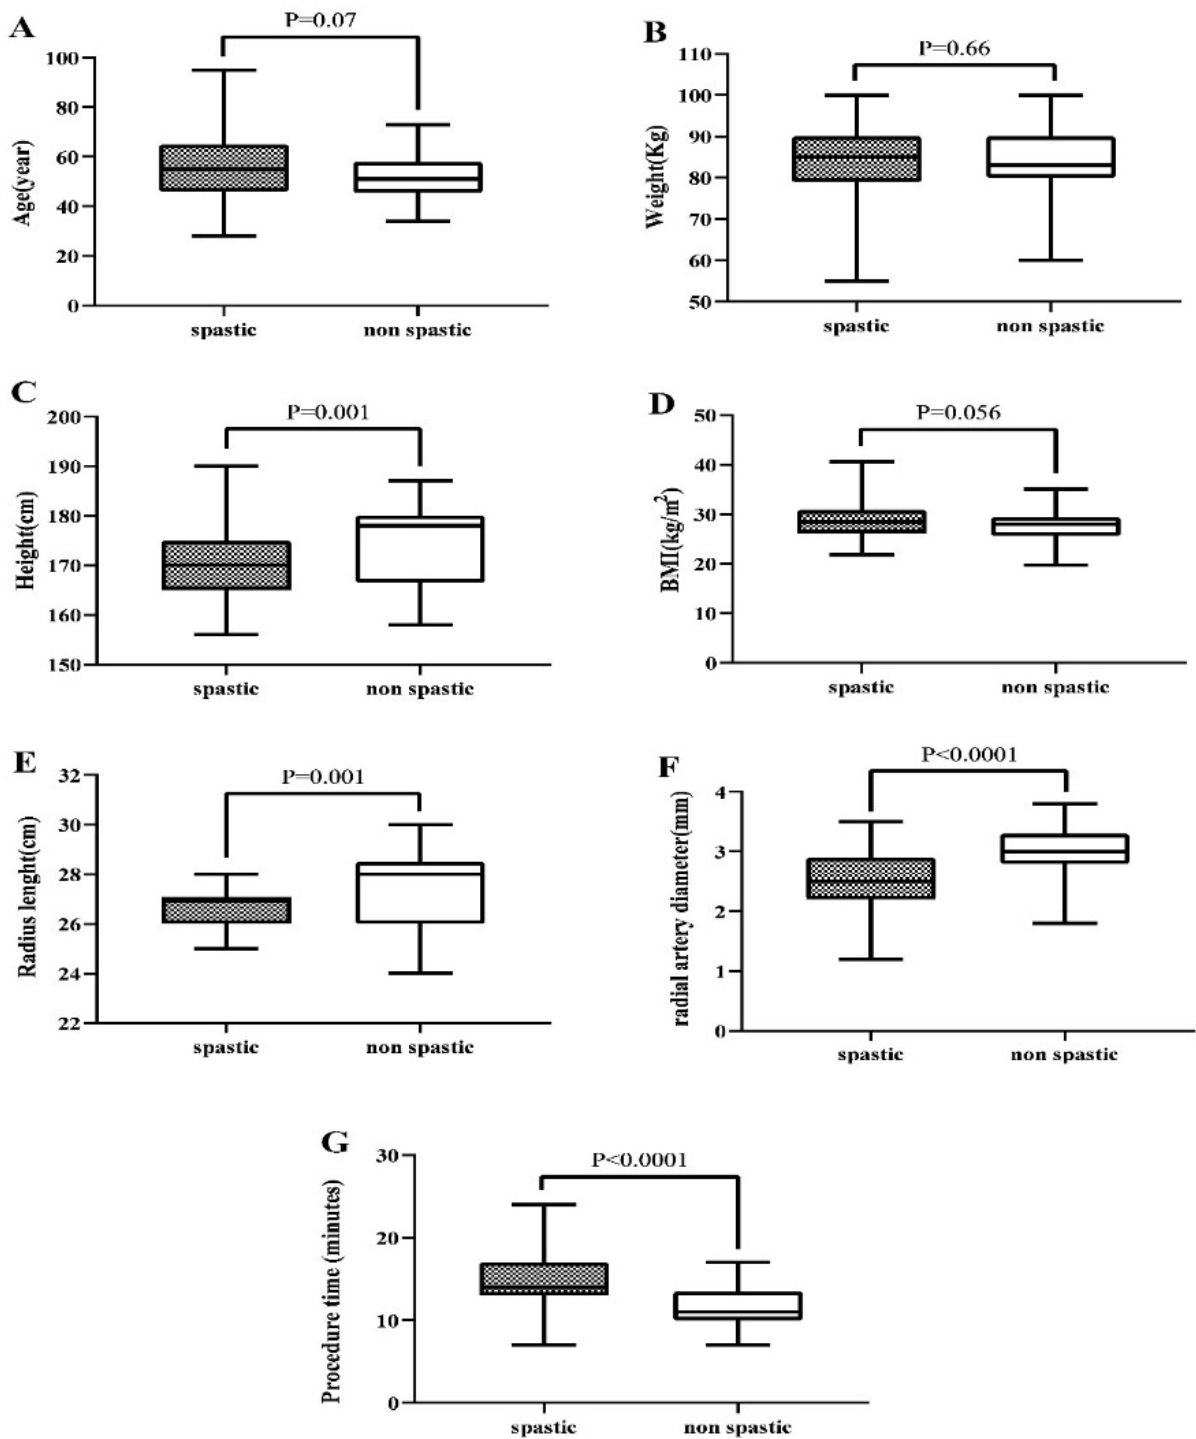 A
P=0.07
Age(year)
100
80
60
40
20
0
spastic
non spastic
B
P=0.66
Weight(Kg)
110
100
90
80
70
60
50
spastic
non spastic
C
P=0.001
Height(cm)
200
190
180
170
160
150
spastic
non spastic
D
P=0.056
BMI(kg/m²)
50
40
30
20
10
0
spastic
non spastic
E
P=0.001
Radius lenght(cm)
32
30
28
26
24
22
spastic
non spastic
F
P<0.0001
radial artery diameter(mm)
4
3
2
1
0
spastic
non spastic
G
P<0.0001
Procedure time (minutes)
30
20
10
0
spastic
non spastic